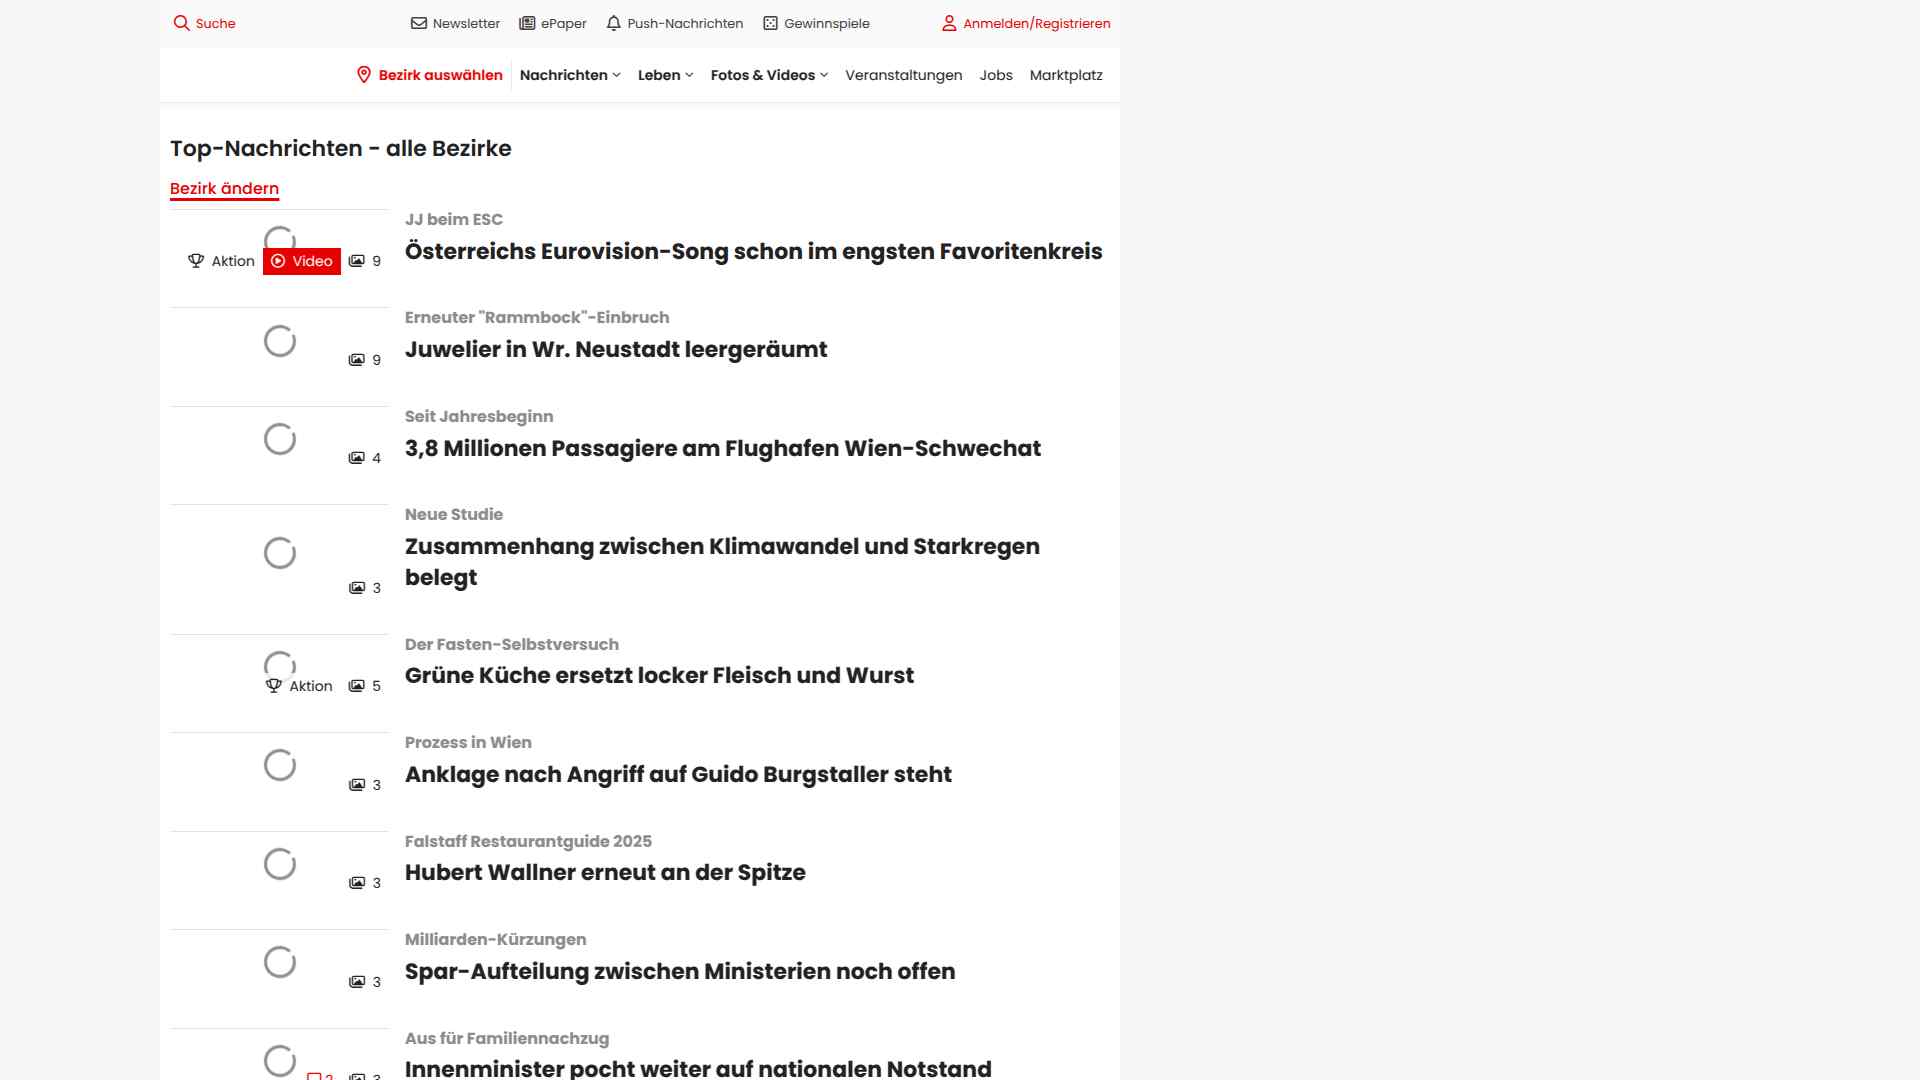 Suche
Newsletter
ePaper
Push-Nachrichten
Gewinnspiele
Anmelden/Registrieren
Bezirk auswählen
Nachrichten
Leben
Fotos & Videos
Veranstaltungen
Jobs
Marktplatz
Top-Nachrichten - alle Bezirke
Bezirk ändern
Aktion
Video
9
JJ beim ESC
Österreichs Eurovision-Song schon im engsten Favoritenkreis
9
Erneuter "Rammbock"-Einbruch
Juwelier in Wr. Neustadt leergeräumt
4
Seit Jahresbeginn
3,8 Millionen Passagiere am Flughafen Wien-Schwechat
3
Neue Studie
Zusammenhang zwischen Klimawandel und Starkregen
belegt
Aktion
5
Der Fasten-Selbstversuch
Grüne Küche ersetzt locker Fleisch und Wurst
3
Prozess in Wien
Anklage nach Angriff auf Guido Burgstaller steht
3
Falstaff Restaurantguide 2025
Hubert Wallner erneut an der Spitze
3
Milliarden-Kürzungen
Spar-Aufteilung zwischen Ministerien noch offen
2
3
Aus für Familiennachzug
Innenminister pocht weiter auf nationalen Notstand